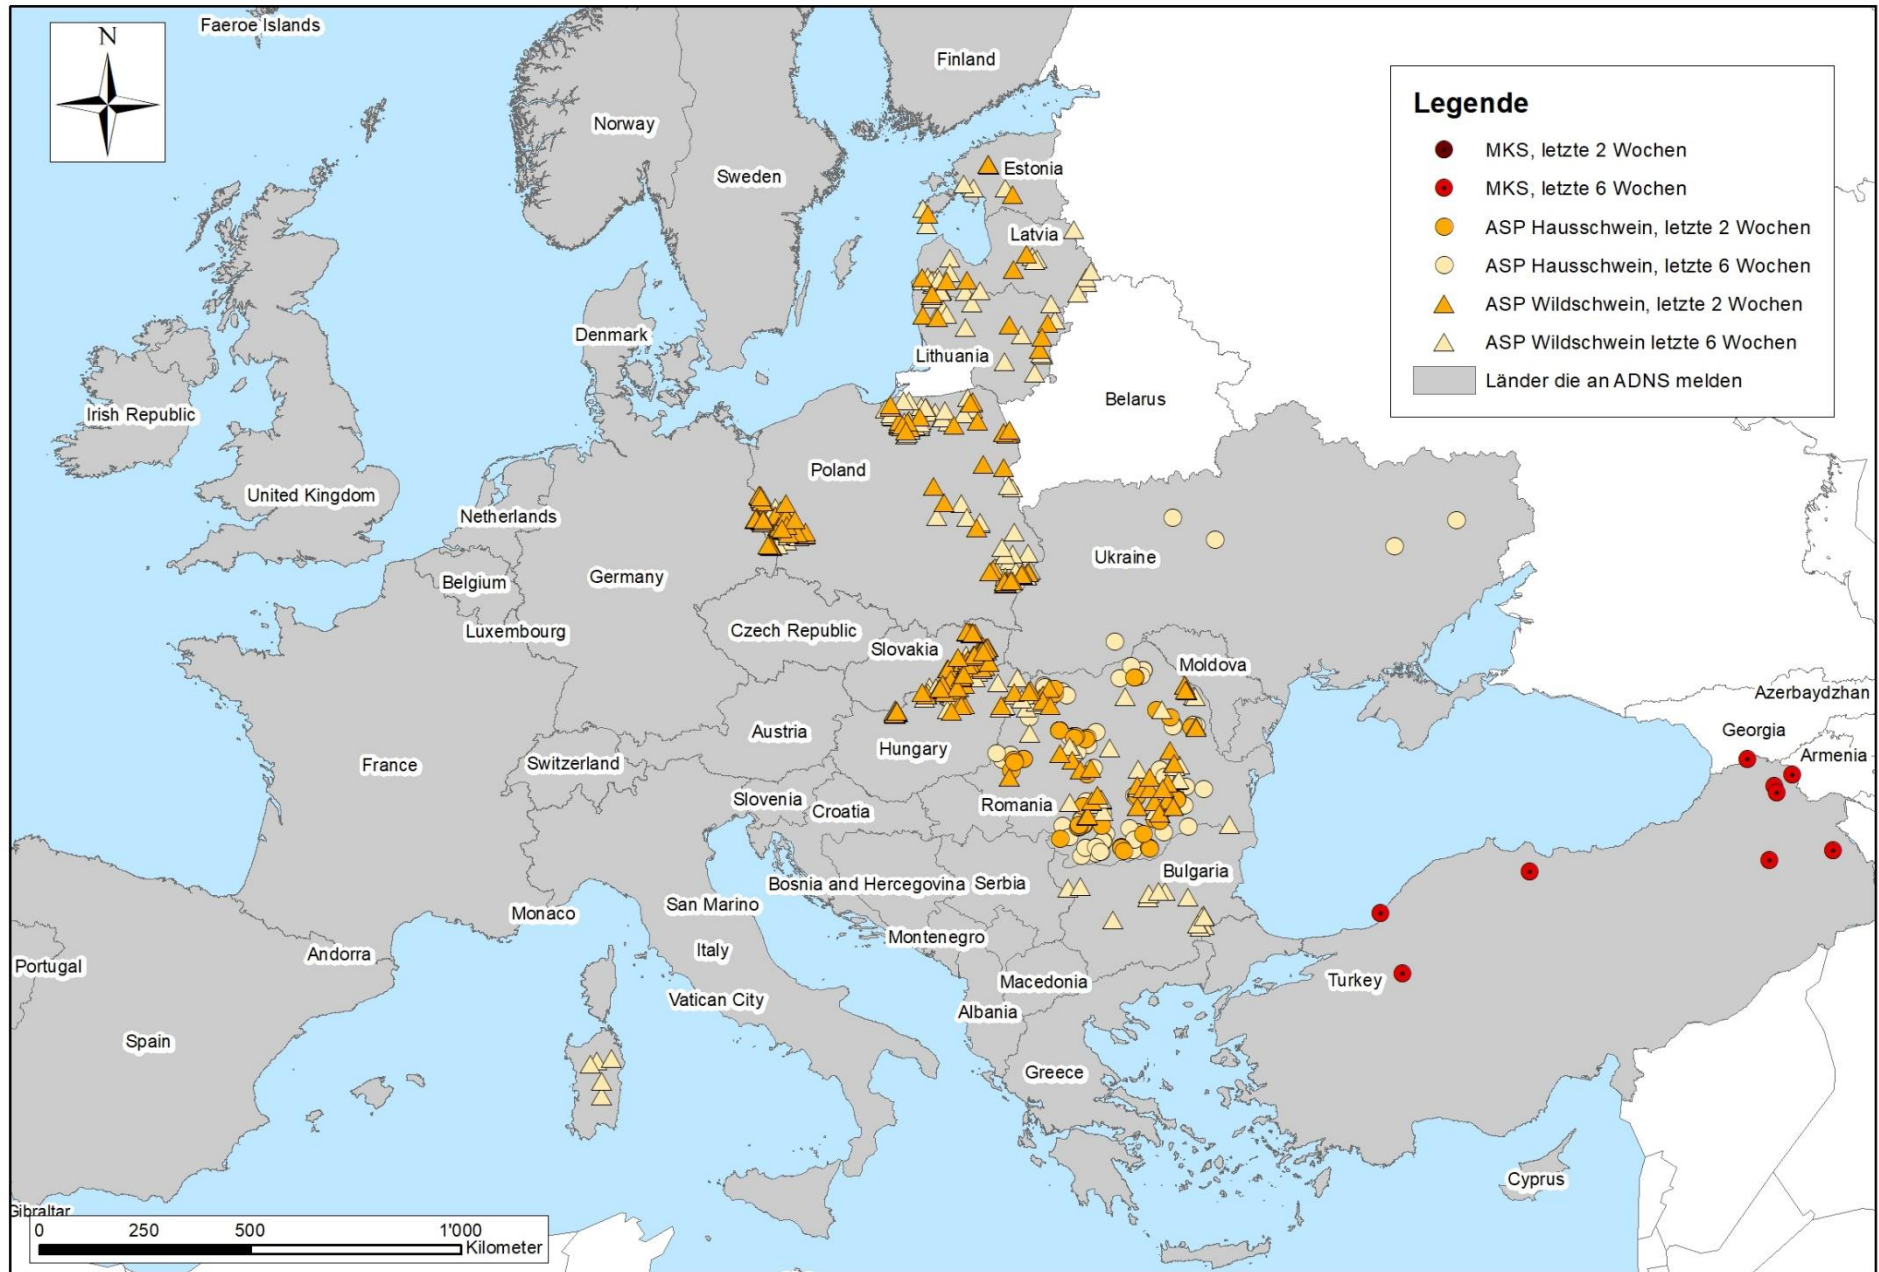 Faeroe Islands
N
Finland
Norway
Sweden
Estonia
Latvia
Denmark
Lithuania
Irish Republic
Belarus
United Kingdom
Poland
Netherlands
Ukraine
Belgium
Germany
Luxembourg
Czech Republic
Slovakia
Moldova
Azerbaydzhan
Austria
Hungary
Georgia
Armenia
France
Switzerland
Slovenia
Croatia
Romania
Bulgaria
Bosnia and Hercegovina
Serbia
Monaco
San Marino
Montenegro
Italy
Andorra
Portugal
Macedonia
Turkey
Vatican City
Albania
Spain
Greece
Cyprus
Gibraltar
Legende
MKS, letzte 2 Wochen
MKS, letzte 6 Wochen
ASP Hausschwein, letzte 2 Wochen
ASP Hausschwein, letzte 6 Wochen
ASP Wildschwein, letzte 2 Wochen
ASP Wildschwein letzte 6 Wochen
Länder die an ADNS melden
0 250 500 1'000
Kilometer